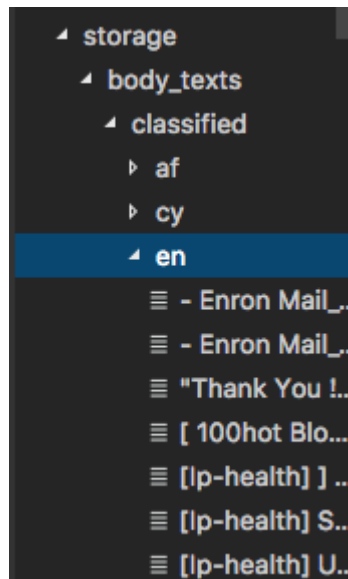 storage
body_texts
classified
af
cy
en
- Enron Mail_...
- Enron Mail_...
"Thank You !...
[ 100hot Blo...
[lp-health] ] ...
[lp-health] S...
[lp-health] U...